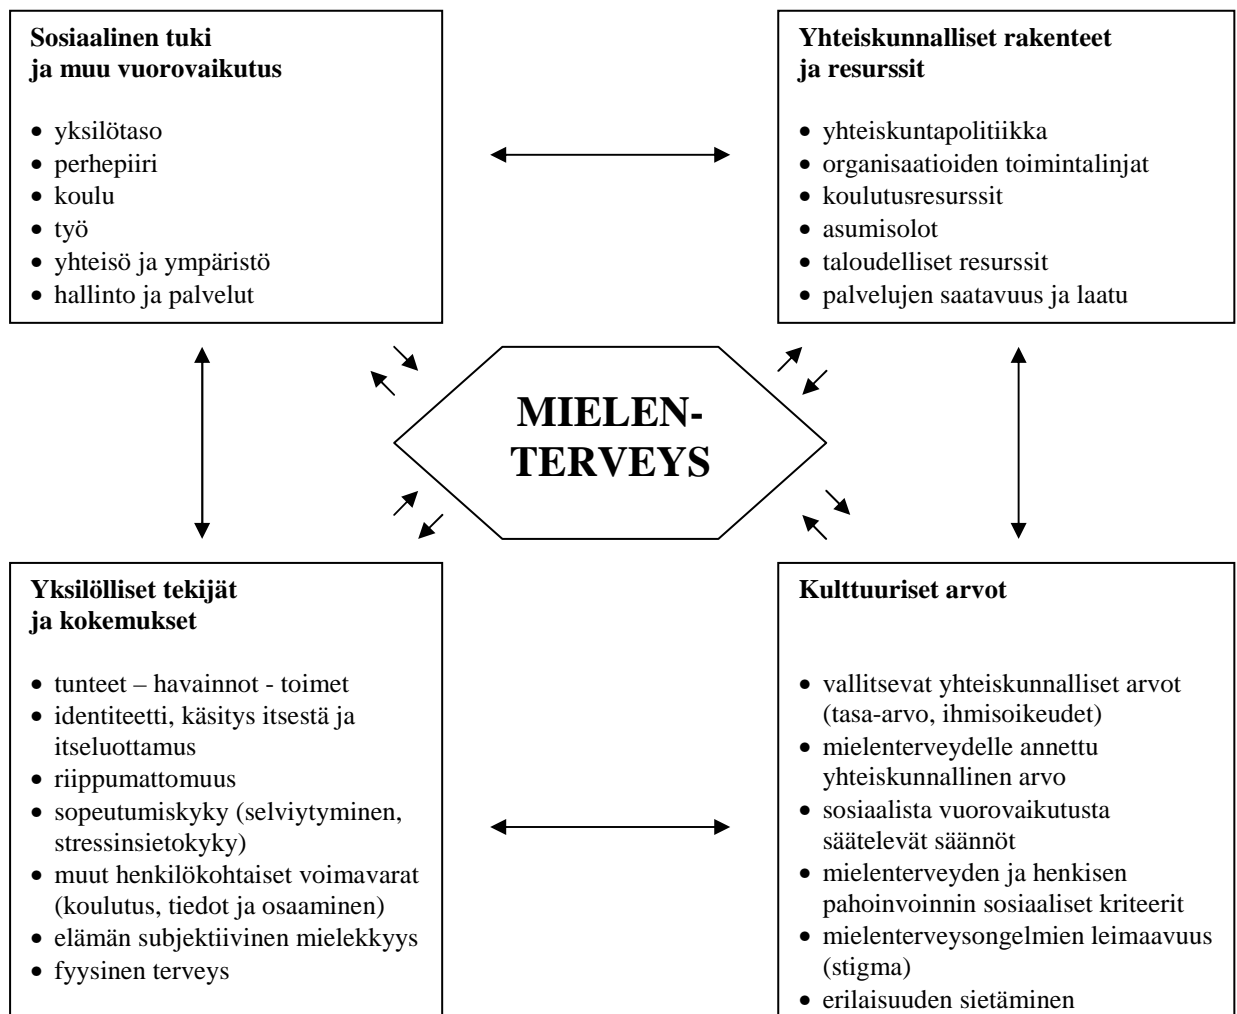 Sosiaalinen tuki
ja muu vuorovaikutus
• yksilötaso
• perhepiiri
• koulu
• työ
• yhteisö ja ympäristö
• hallinto ja palvelut
Yhteiskunnalliset rakenteet
ja resurssit
• yhteiskuntapolitiikka
• organisaatioiden toimintalinjat
• koulutusresurssit
• asumisolot
• taloudelliset resurssit
• palvelujen saatavuus ja laatu
MIELEN-
TERVEYS
Yksilölliset tekijät
ja kokemukset
• tunteet – havainnot - toimet
• identiteetti, käsitys itsestä ja
itseluottamus
• riippumattomuus
• sopeutumiskyky (selviytyminen,
stressinsietokyky)
• muut henkilökohtaiset voimavarat
(koulutus, tiedot ja osaaminen)
• elämän subjektiivinen mielekkyys
• fyysinen terveys
Kulttuuriset arvot
• vallitsevat yhteiskunnalliset arvot
(tasa-arvo, ihmisoikeudet)
• mielenterveydelle annettu
yhteiskunnallinen arvo
• sosiaalista vuorovaikutusta
säätelevät säännöt
• mielenterveyden ja henkisen
pahoinvoinnin sosiaaliset kriteerit
• mielenterveysongelmien leimaavuus
(stigma)
• erilaisuuden sietäminen